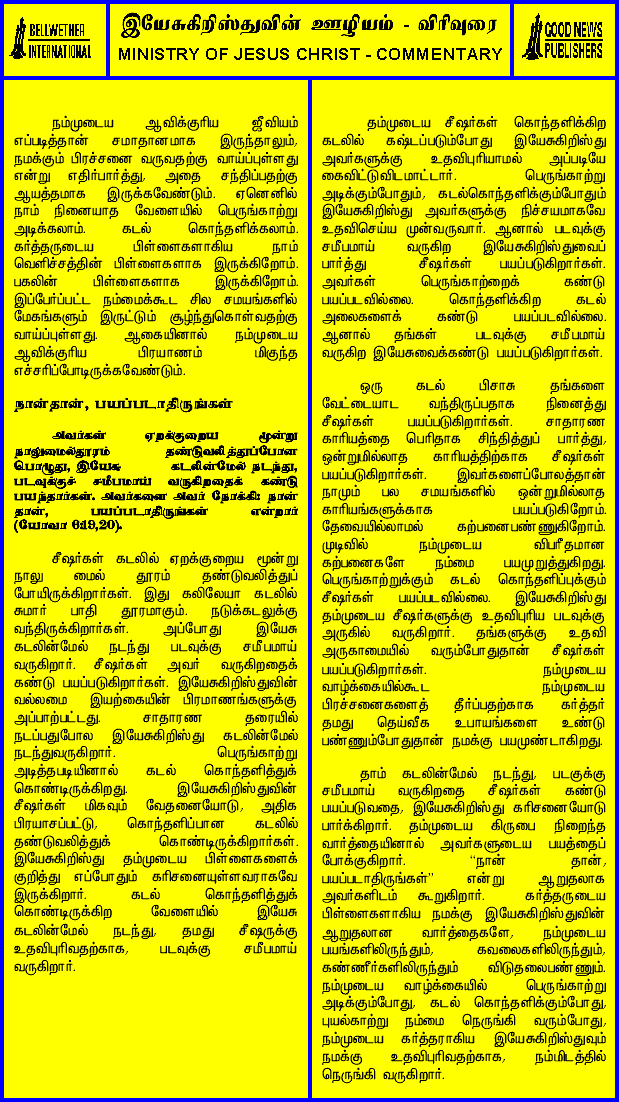 BELLWETHER
INTERNATIONAL
இயேசுகிறிஸ்துவின் ஊழியம் - விரிவுரை
MINISTRY OF JESUS CHRIST - COMMENTARY
GOOD NEWS
PUBLISHERS
நம்முடைய ஆவிக்குரிய ஜீவியம்
எப்படித்தான் சமாதானமாக இருந்தாலும்,
நமக்கும் பிரச்சனை வருவதற்கு வாய்ப்புள்ளது
என்று எதிர்பார்த்து, அதை சந்திப்பதற்கு
ஆயத்தமாக இருக்கவேண்டும். ஏனெனில்
நாம் நினையாத வேளையில் பெருங்காற்று
அடிக்கலாம். கடல் கொந்தளிக்கலாம்.
கர்த்தருடைய பிள்ளைகளாகிய நாம்
வெளிச்சத்தின் பிள்ளைகளாக இருக்கிறோம்.
பகலின் பிள்ளைகளாக இருக்கிறோம்.
இப்பேர்ப்பட்ட நம்மைக்கூட சில சமயங்களில்
மேகங்களும் இருட்டும் சூழ்ந்துகொள்வதற்கு
வாய்ப்புள்ளது. ஆகையினால் நம்முடைய
ஆவிக்குரிய பிரயாணம் மிகுந்த
எச்சரிப்போடிருக்கவேண்டும்.
நான்தான், பயப்படாதிருங்கள்
அவர்கள் ஏறக்குறைய மூன்று
நாலுமைல்தூரம் தண்டுவலித்துப்போன
பொழுது, இயேசு கடலின்மேல் நடந்து,
படவுக்குச் சமீபமாய் வருகிறதைக் கண்டு
பயந்தார்கள். அவர்களை அவர் நோக்கி: நான்
தான், பயப்படாதிருங்கள் என்றார்
(யோவா 6:19,20).
சீஷர்கள் கடலில் ஏறக்குறைய மூன்று
நாலு மைல் தூரம் தண்டுவலித்துப்
போயிருக்கிறார்கள். இது கலிலேயா கடலில்
சுமார் பாதி தூரமாகும். நடுக்கடலுக்கு
வந்திருக்கிறார்கள். அப்போது இயேசு
கடலின்மேல் நடந்து படவுக்கு சமீபமாய்
வருகிறார். சீஷர்கள் அவர் வருகிறதைக்
கண்டு பயப்படுகிறார்கள். இயேசுகிறிஸ்துவின்
வல்லமை இயற்கையின் பிரமாணங்களுக்கு
அப்பாற்பட்டது. சாதாரண தரையில்
நடப்பதுபோல இயேசுகிறிஸ்து கடலின்மேல்
நடந்துவருகிறார். பெருங்காற்று
அடித்தபடியினால் கடல் கொந்தளித்துக்
கொண்டிருக்கிறது. இயேசுகிறிஸ்துவின்
சீஷர்கள் மிகவும் வேதனையோடு, அதிக
பிரயாசப்பட்டு, கொந்தளிப்பான கடலில்
தண்டுவலித்துக் கொண்டிருக்கிறார்கள்.
இயேசுகிறிஸ்து தம்முடைய பிள்ளைகளைக்
குறித்து எப்போதும் கரிசனையுள்ளவராகவே
இருக்கிறார். கடல் கொந்தளித்துக்
கொண்டிருக்கிற வேளையில் இயேசு
கடலின்மேல் நடந்து, தமது சீஷருக்கு
உதவிபுரிவதற்காக, படவுக்கு சமீபமாய்
வருகிறார்.
தம்முடைய சீஷர்கள் கொந்தளிக்கிற
கடலில் கஷ்டப்படும்போது இயேசுகிறிஸ்து
அவர்களுக்கு உதவிபுரியாமல் அப்படியே
கைவிட்டுவிடமாட்டார். பெருங்காற்று
அடிக்கும்போதும், கடல்கொந்தளிக்கும்போதும்
இயேசுகிறிஸ்து அவர்களுக்கு நிச்சயமாகவே
உதவிசெய்ய முன்வருவார். ஆனால் படவுக்கு
சமீபமாய் வருகிற இயேசுகிறிஸ்துவைப்
பார்த்து சீஷர்கள் பயப்படுகிறார்கள்.
அவர்கள் பெருங்காற்றைக் கண்டு
பயப்படவில்லை. கொந்தளிக்கிற கடல்
அலைகளைக் கண்டு பயப்படவில்லை.
ஆனால் தங்கள் படவுக்கு சமீபமாய்
வருகிற இயேசுவைக்கண்டு பயப்படுகிறார்கள்.
ஒரு கடல் பிசாசு தங்களை
வேட்டையாட வந்திருப்பதாக நினைத்து
சீஷர்கள் பயப்படுகிறார்கள். சாதாரண
காரியத்தை பெரிதாக சிந்தித்துப் பார்த்து,
ஒன்றுமில்லாத காரியத்திற்காக சீஷர்கள்
பயப்படுகிறார்கள். இவர்களைப்போலத்தான்
நாமும் பல சமயங்களில் ஒன்றுமில்லாத
காரியங்களுக்காக பயப்படுகிறோம்.
தேவையில்லாமல் கற்பனைபண்ணுகிறோம்.
முடிவில் நம்முடைய விபரீதமான
கற்பனைகளே நம்மை பயமுறுத்துகிறது.
பெருங்காற்றுக்கும் கடல் கொந்தளிப்புக்கும்
சீஷர்கள் பயப்படவில்லை. இயேசுகிறிஸ்து
தம்முடைய சீஷர்களுக்கு உதவிபுரிய படவுக்கு
அருகில் வருகிறார். தங்களுக்கு உதவி
அருகாமையில் வரும்போதுதான் சீஷர்கள்
பயப்படுகிறார்கள். நம்முடைய
வாழ்க்கையில்கூட நம்முடைய
பிரச்சனைகளைத் தீர்ப்பதற்காக கர்த்தர்
தமது தெய்வீக உபாயங்களை உண்டு
பண்ணும்போதுதான் நமக்கு பயமுண்டாகிறது.
தாம் கடலின்மேல் நடந்து, படகுக்கு
சமீபமாய் வருகிறதை சீஷர்கள் கண்டு
பயப்படுவதை, இயேசுகிறிஸ்து கரிசனையோடு
பார்க்கிறார். தம்முடைய கிருபை நிறைந்த
வார்த்தையினால் அவர்களுடைய பயத்தைப்
போக்குகிறார். "நான் தான்,
பயப்படாதிருங்கள்" என்று ஆறுதலாக
அவர்களிடம் கூறுகிறார். கர்த்தருடைய
பிள்ளைகளாகிய நமக்கு இயேசுகிறிஸ்துவின்
ஆறுதலான வார்த்தைகளே, நம்முடைய
பயங்களிலிருந்தும், கவலைகளிலிருந்தும்,
கண்ணீர்களிலிருந்தும் விடுதலைபண்ணும்.
நம்முடைய வாழ்க்கையில் பெருங்காற்று
அடிக்கும்போது, கடல் கொந்தளிக்கும்போது,
புயல்காற்று நம்மை நெருங்கி வரும்போது,
நம்முடைய கர்த்தராகிய இயேசுகிறிஸ்துவும்
நமக்கு உதவிபுரிவதற்காக, நம்மிடத்தில்
நெருங்கி வருகிறார்.